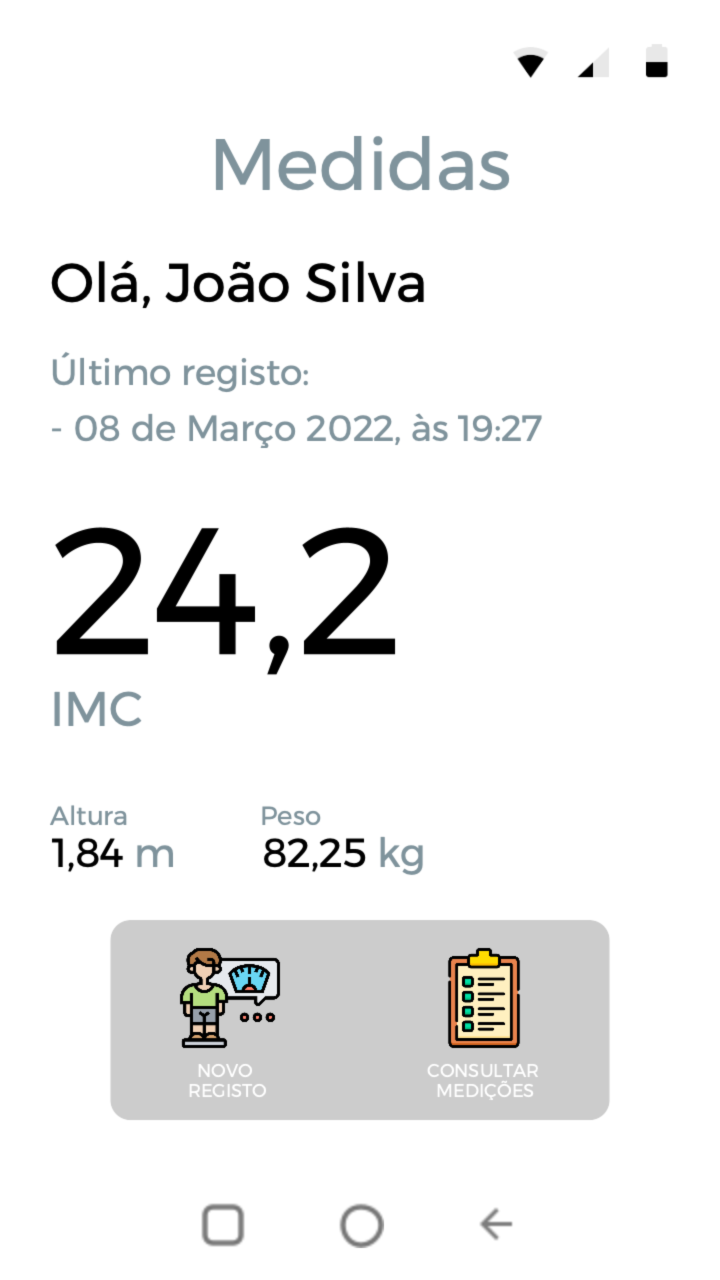 Medidas
Olá, João Silva
Último registo:
- 08 de Março 2022, às 19:27
24,2
IMC
Altura Peso
1,84 m 82,25 kg
NOVO CONSULTAR
REGISTO MEDIÇÕES